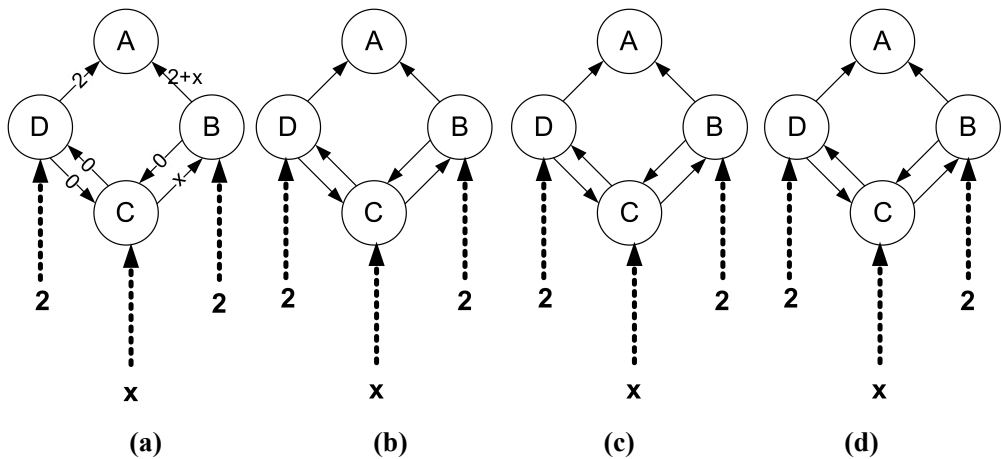 A A A A
2 2+x
D B D B D B D B
0 0
0 x
C C C C
2 2 2 2 2 2 2 2
x x x x
(a) (b) (c) (d)